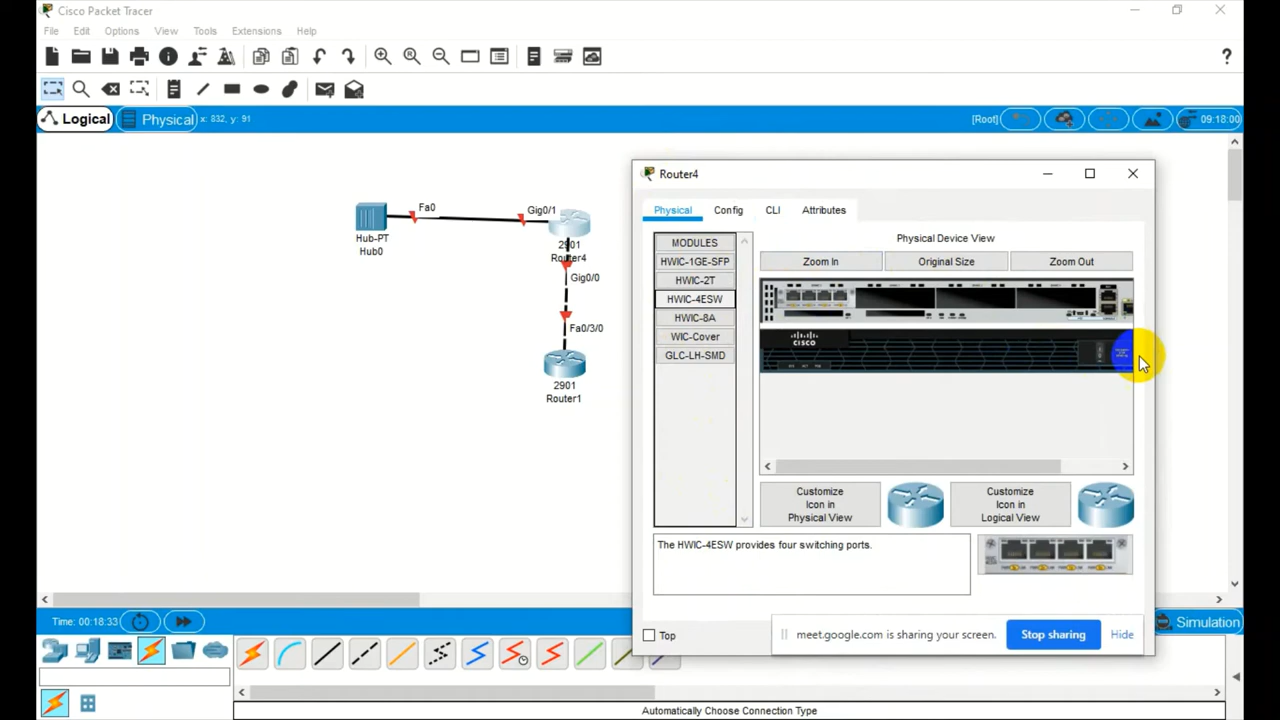 Cisco Packet Tracer
File Edit Options View Tools Extensions Help
?
Logical
Physical
x: 832, y: 91
[Root]
09:18:00
Fa0
Gig0/1
Hub-PT
Hub0
2901
Router4
Gig0/0
Fa0/3/0
2901
Router1
Router4
Physical Config CLI Attributes
MODULES
HWIC-1GE-SFP
HWIC-2T
HWIC-4ESW
HWIC-8A
WIC-Cover
GLC-LH-SMD
Physical Device View
Zoom In Original Size Zoom Out
CISCO
Customize
Icon in
Physical View
Customize
Icon in
Logical View
The HWIC-4ESW provides four switching ports.
Top
meet.google.com is sharing your screen.
Stop sharing
Hide
Time: 00:18:33
Simulation
Automatically Choose Connection Type